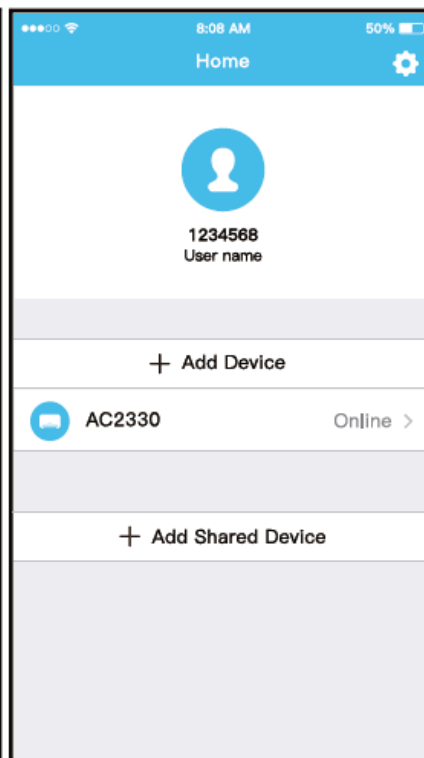 8:08 AM 50%
Home
1234568
User name
+ Add Device
AC2330 Online >
+ Add Shared Device